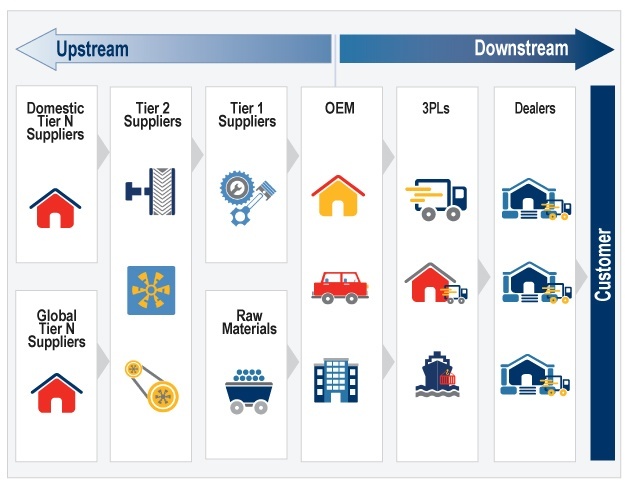 Upstream
Downstream
Domestic
Tier N
Suppliers
Global
Tier N
Suppliers
Tier 2
Suppliers
Tier 1
Suppliers
Raw
Materials
OEM
3PLs
Dealers
Customer